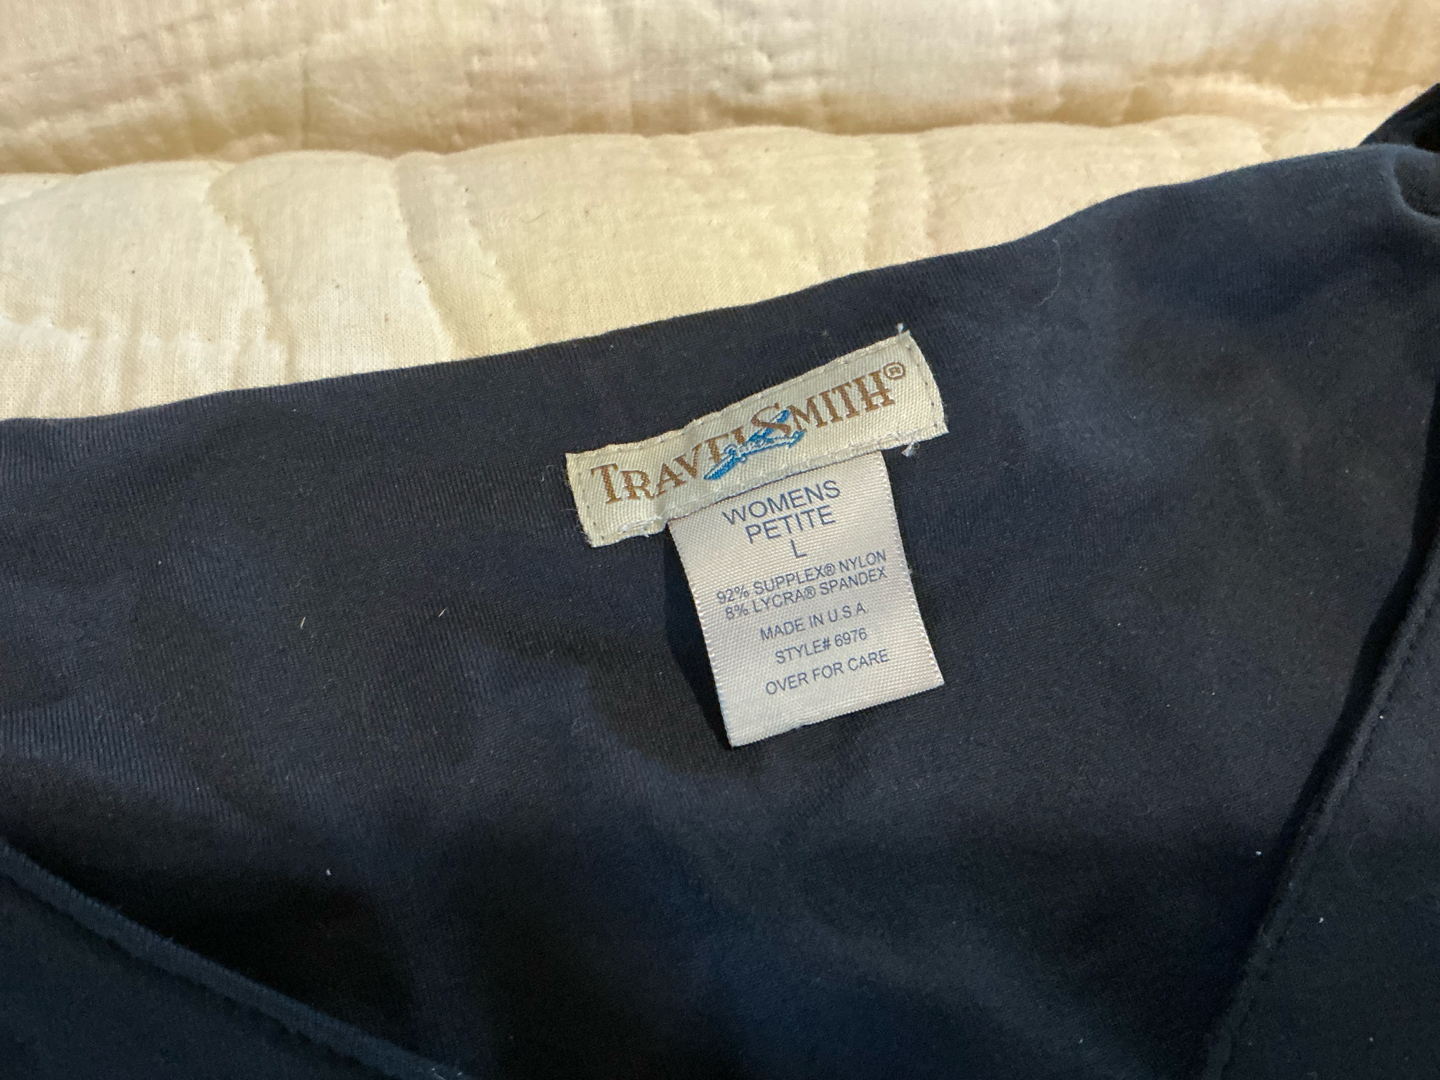 TRAVELSMITH®
WOMENS
PETITE
L
92% SUPPLEX® NYLON
8% LYCRA® SPANDEX
MADE IN U.S.A.
STYLE# 6976
OVER FOR CARE